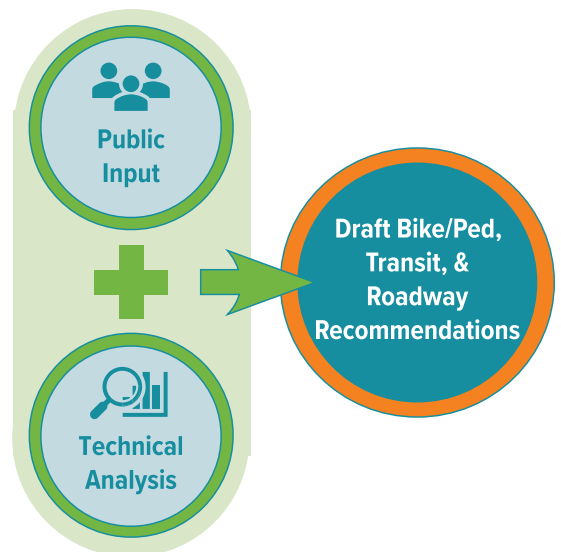 Public
Input
Technical
Analysis
Draft Bike/Ped,
Transit, &
Roadway
Recommendations